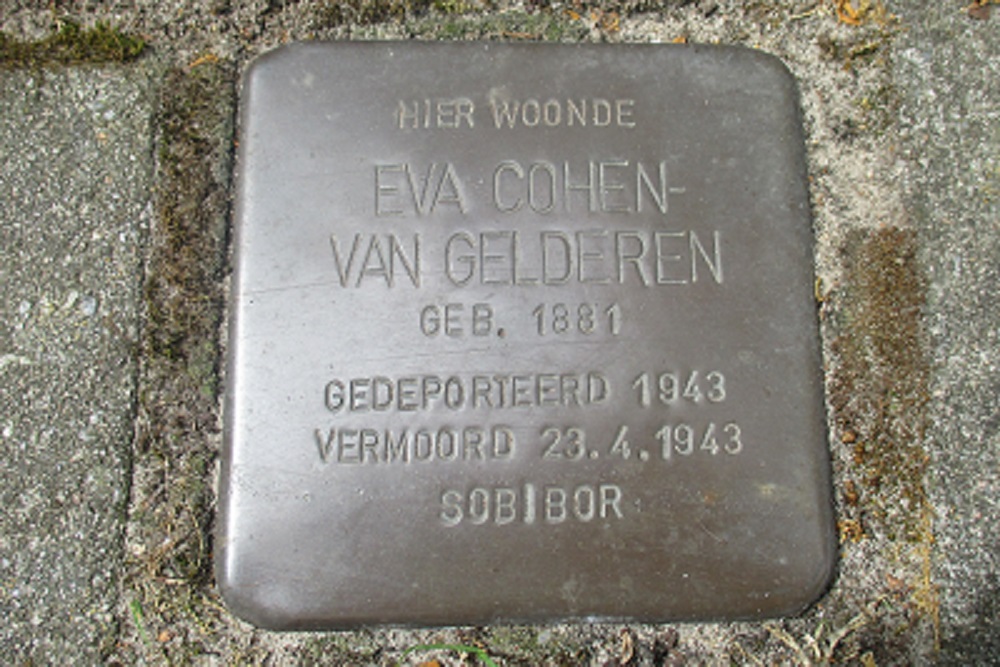 HIER WOONDE
EVA COHEN-
VAN GELDEREN
GEB. 1881
GEDEPORTEERD 1943
VERMOORD 23.4.1943
SOBIBOR